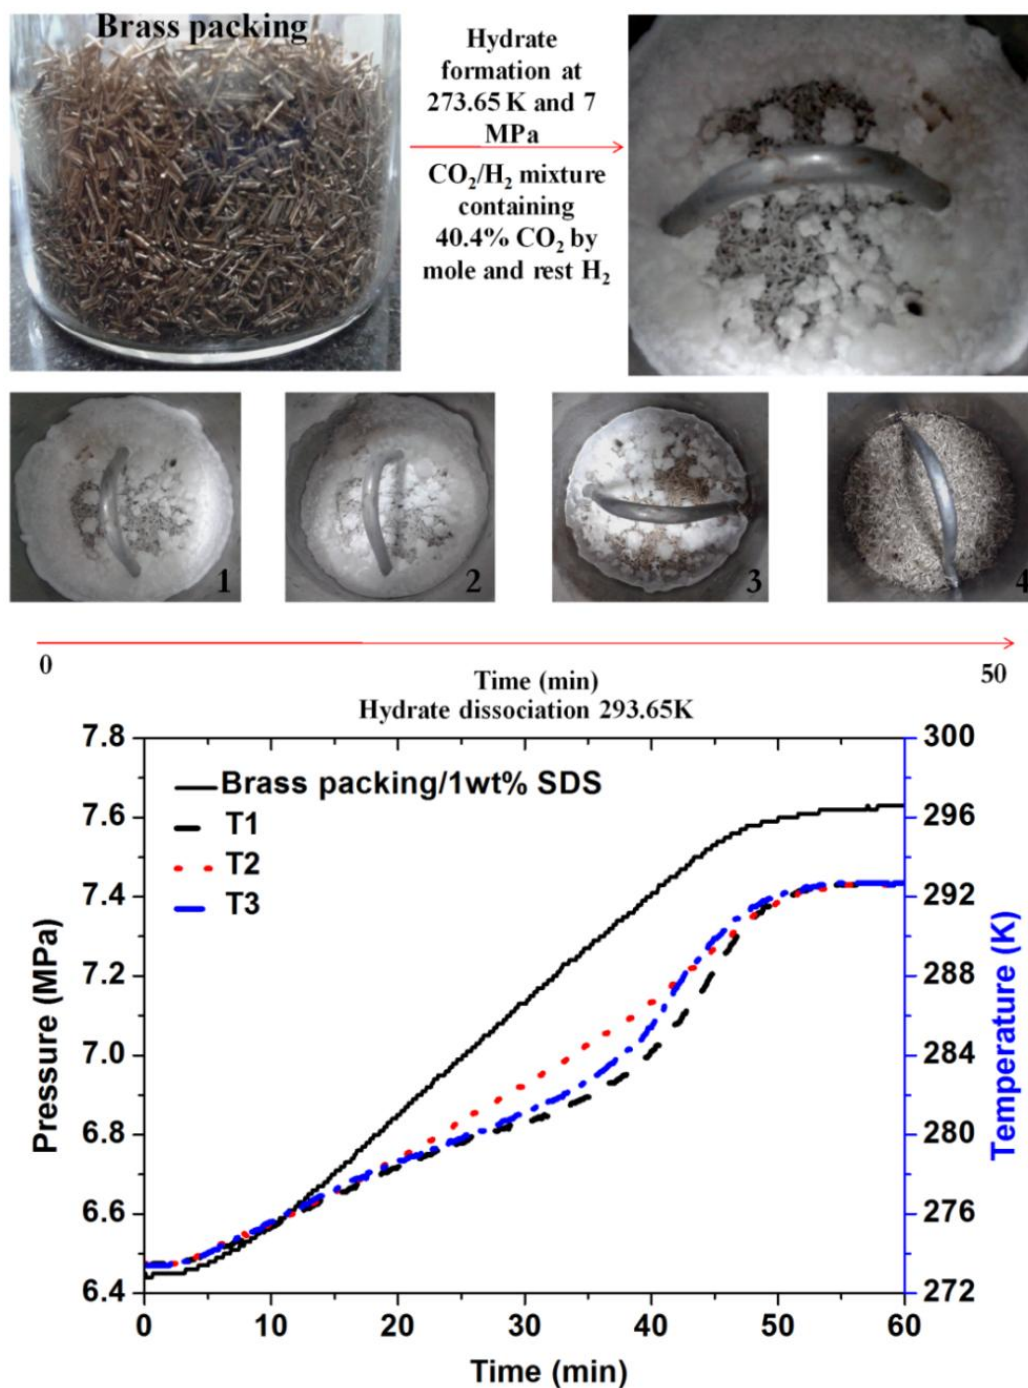 Brass packing
Hydrate
formation at
273.65 K and 7
MPa
CO₂/H₂ mixture
containing
40.4% CO₂ by
mole and rest H₂
1
2
3
4
0
50
Time (min)
Hydrate dissociation 293.65K
Brass packing/1wt% SDS
T1
T2
T3
Pressure (MPa)
7.8
7.6
7.4
7.2
7.0
6.8
6.6
6.4
Temperature (K)
300
296
292
288
284
280
276
272
0 10 20 30 40 50 60
Time (min)